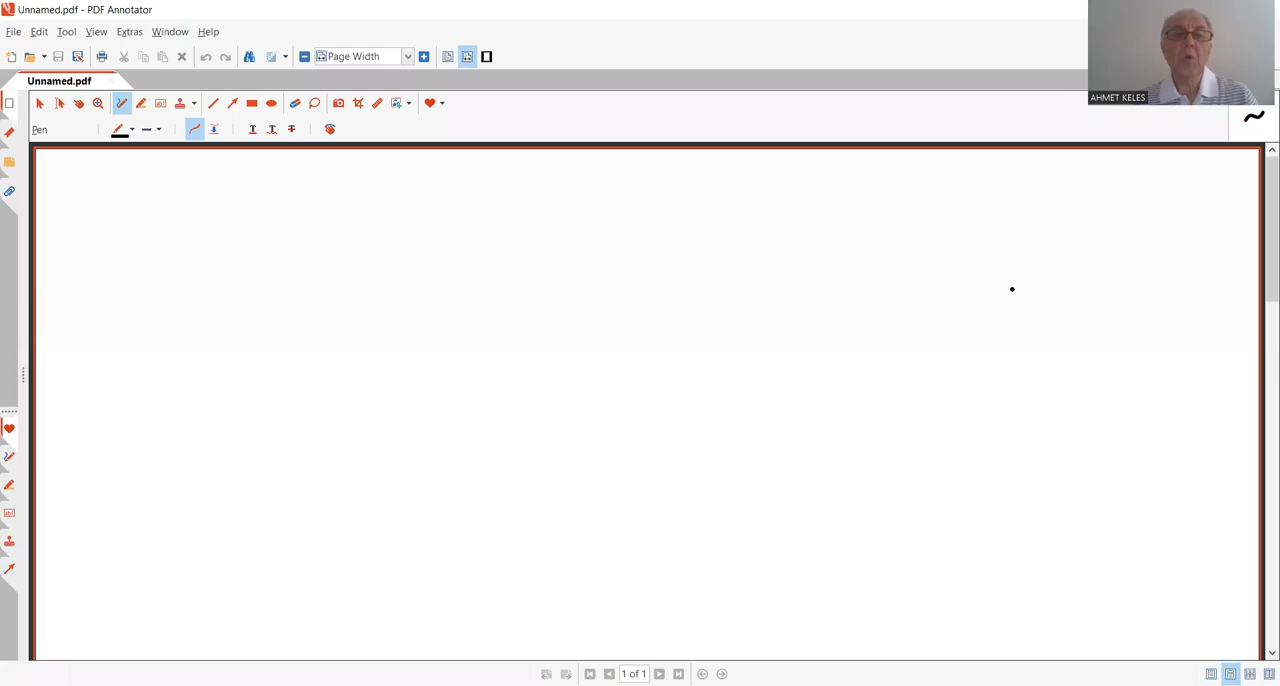 Unnamed.pdf - PDF Annotator
File Edit Tool View Extras Window Help
Page Width
Unnamed.pdf
AHMET KELES
Pen
1 of 1